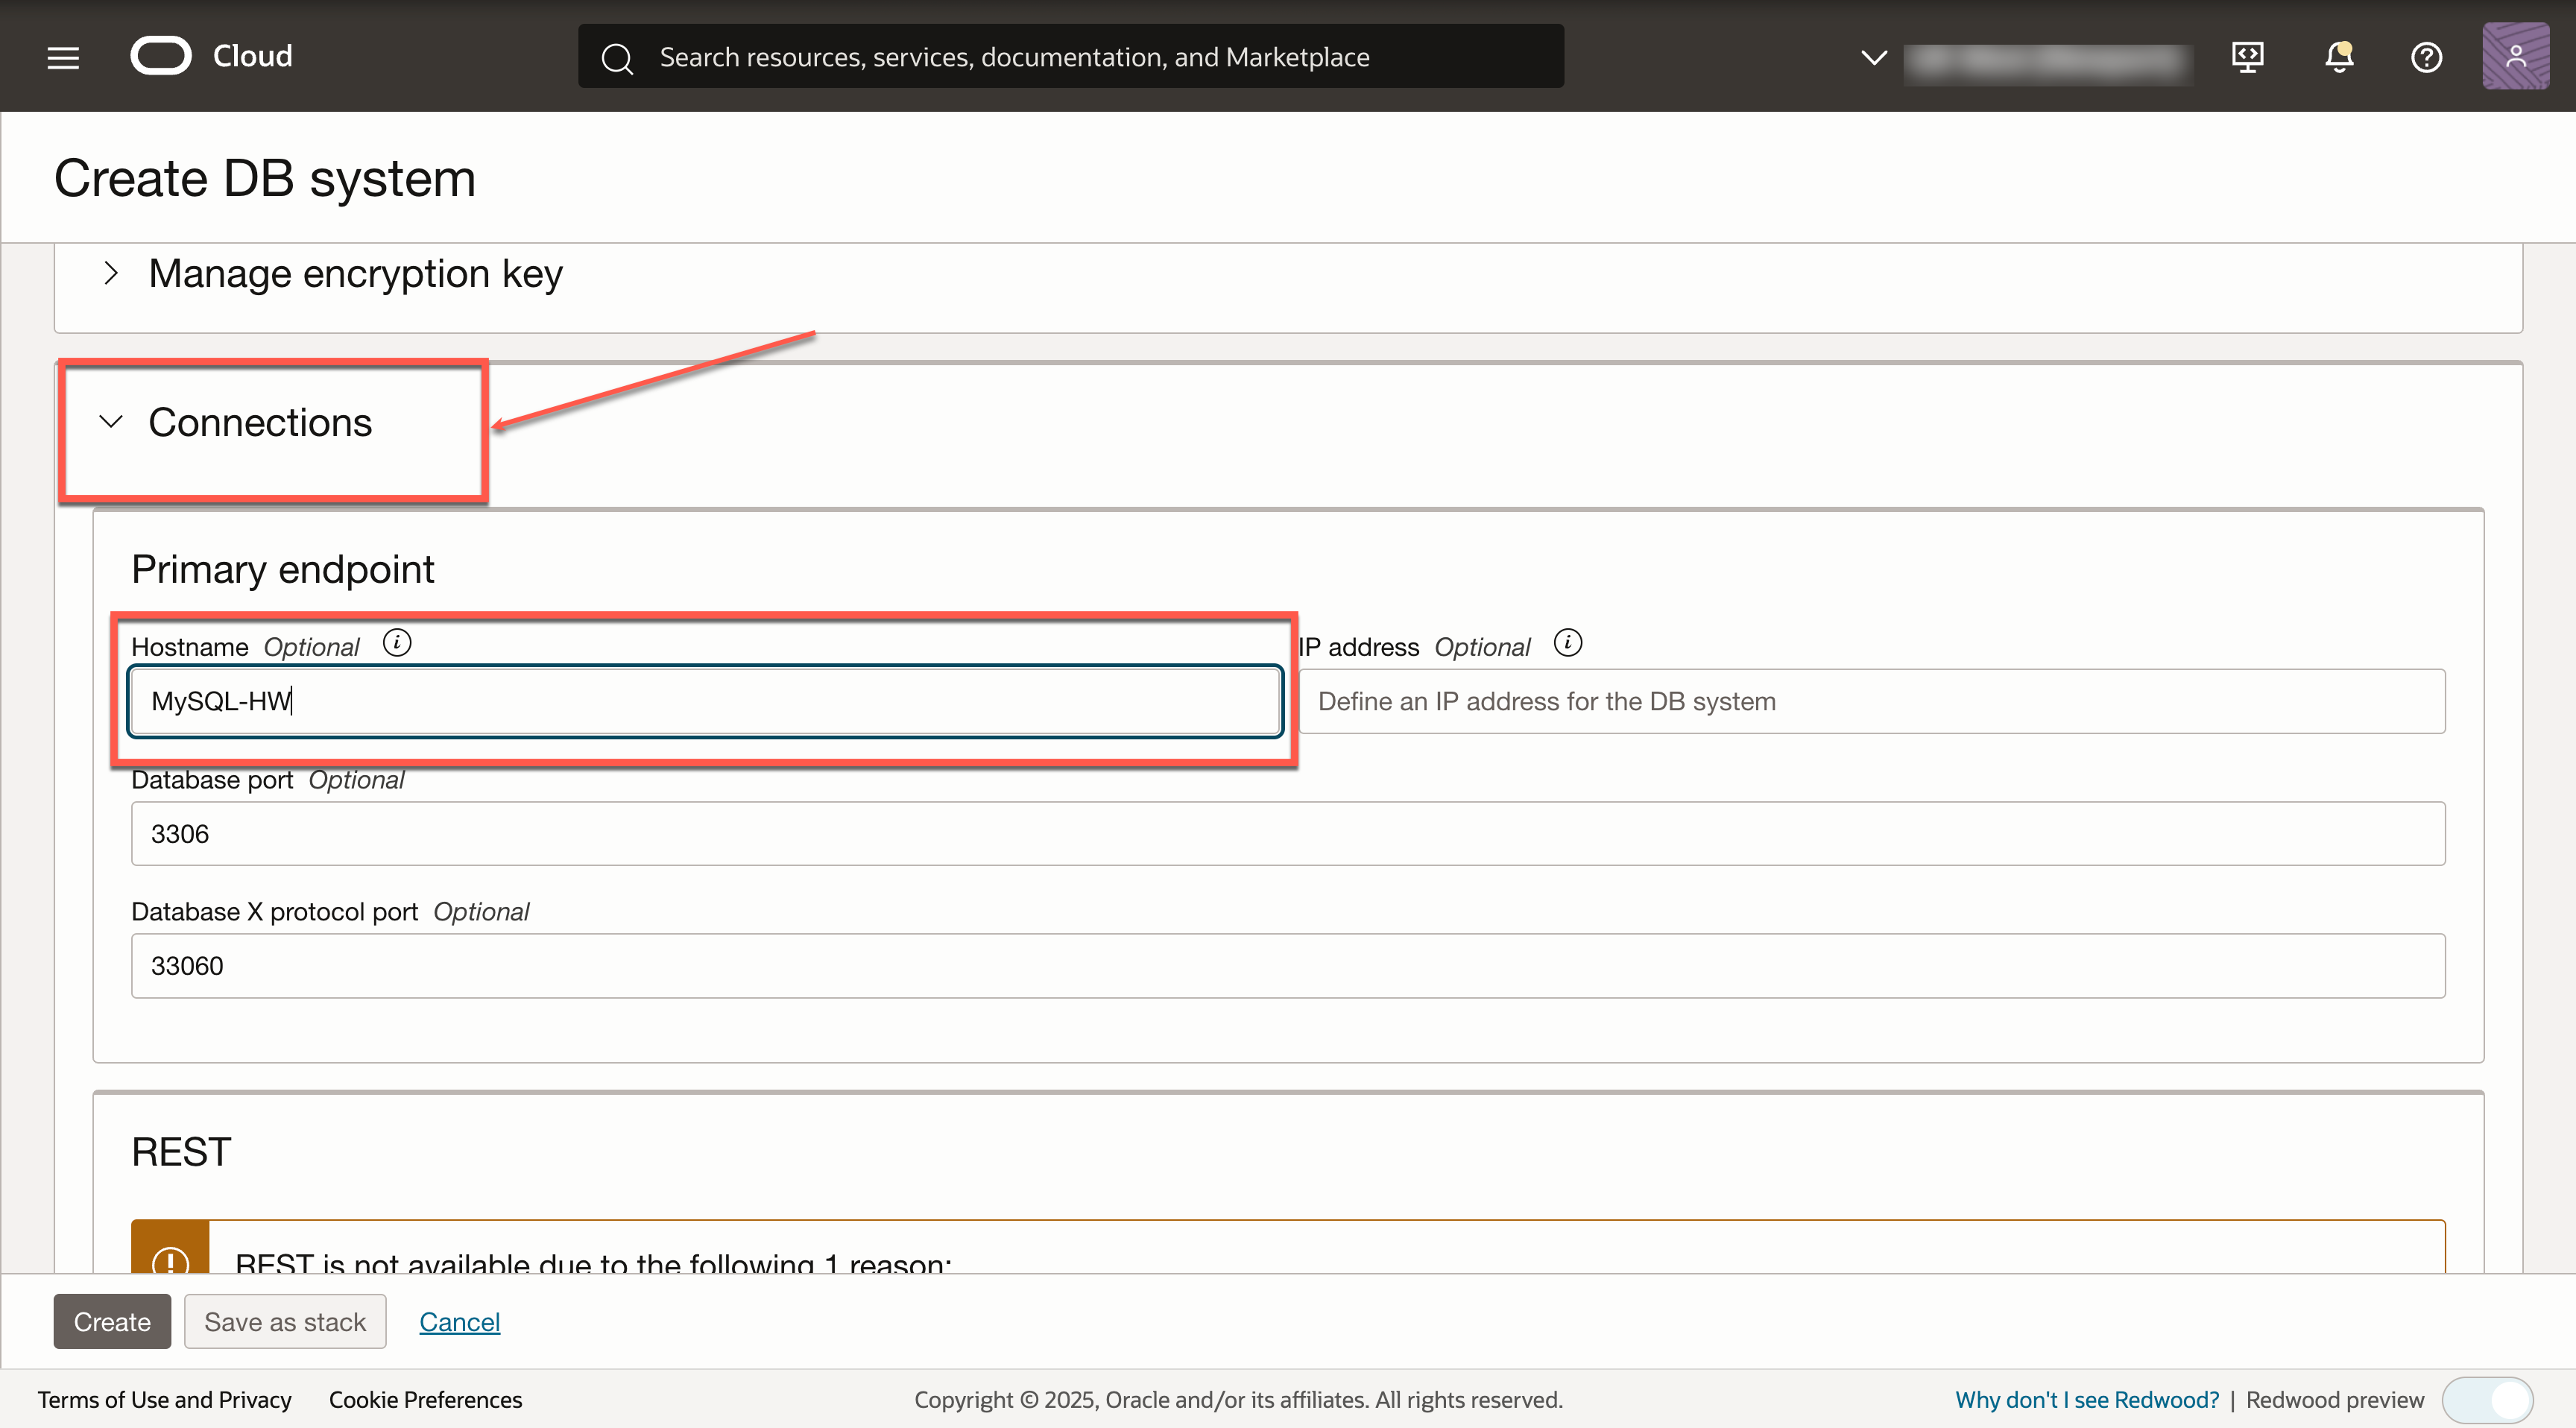 Cloud
Search resources, services, documentation, and Marketplace
Create DB system
Manage encryption key
Connections
Primary endpoint
Hostname Optional
IP address Optional
MySQL-HW
Define an IP address for the DB system
Database port Optional
3306
Database X protocol port Optional
33060
REST
REST is not available due to the following 1 reason:
Create
Save as stack
Cancel
Terms of Use and Privacy
Cookie Preferences
Copyright © 2025, Oracle and/or its affiliates. All rights reserved.
Why don't I see Redwood? | Redwood preview